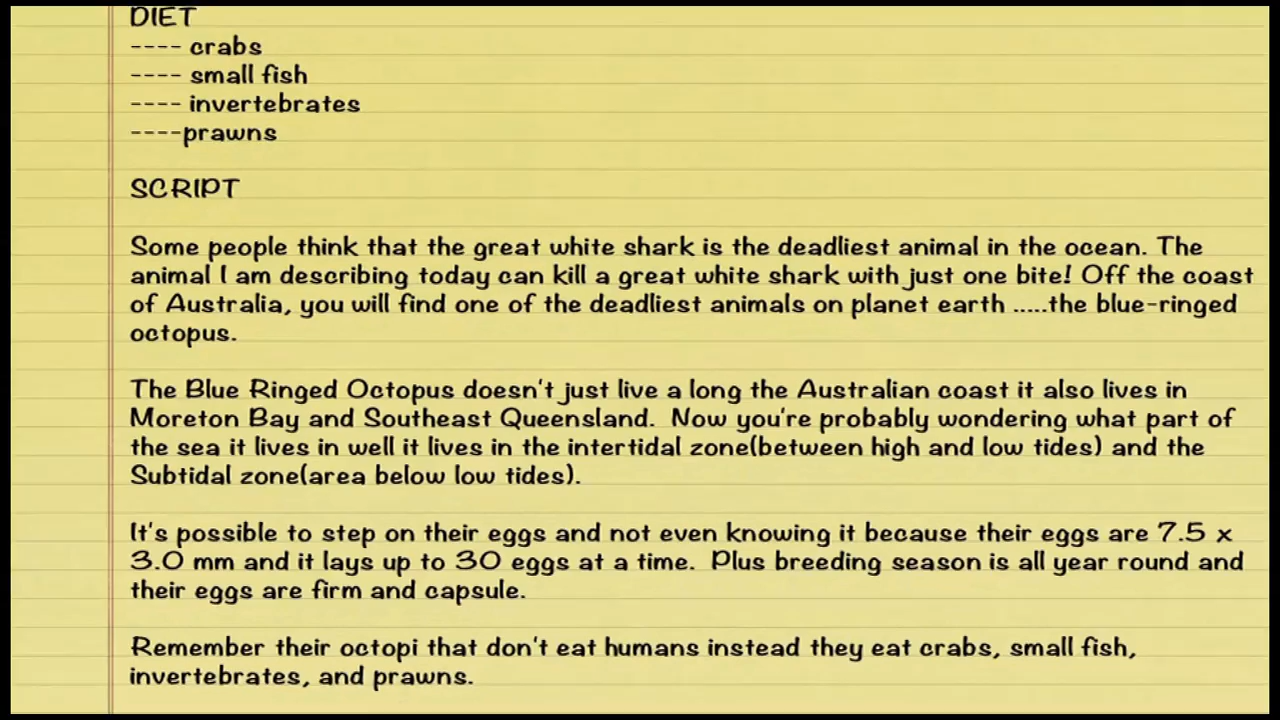 DIET
---- crabs
---- small fish
---- invertebrates
----prawns
SCRIPT
Some people think that the great white shark is the deadliest animal in the ocean. The
animal I am describing today can kill a great white shark with just one bite! Off the coast
of Australia, you will find one of the deadliest animals on planet earth .....the blue-ringed
octopus.
The Blue Ringed Octopus doesn't just live a long the Australian coast it also lives in
Moreton Bay and Southeast Queensland. Now you're probably wondering what part of
the sea it lives in well it lives in the intertidal zone(between high and low tides) and the
Subtidal zone(area below low tides).
It's possible to step on their eggs and not even knowing it because their eggs are 7.5 x
3.0 mm and it lays up to 30 eggs at a time. Plus breeding season is all year round and
their eggs are firm and capsule.
Remember their octopi that don't eat humans instead they eat crabs, small fish,
invertebrates, and prawns.